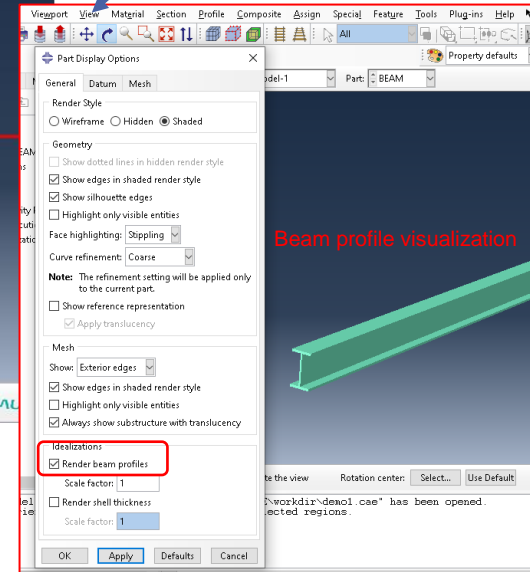 Viewport View Material Section Profile Composite Assign Special Feature Tools Plug-ins Help
All
Property defaults
Part Display Options
del-1 Part: BEAM
General Datum Mesh
Render Style
Wireframe Hidden Shaded
Geometry
Show dotted lines in hidden render style
Show edges in shaded render style
Show silhouette edges
Highlight only visible entities
Face highlighting: Stippling
Curve refinement: Coarse
Note: The refinement setting will be applied only
to the current part.
Show reference representation
Apply translucency
Beam profile visualization
Mesh
Show: Exterior edges
Show edges in shaded render style
Highlight only visible entities
Always show substructure with translucency
Idealizations
Render beam profiles
Scale factor: 1
Render shell thickness
Scale factor: 1
OK Apply Defaults Cancel
te the view Rotation center: Select... Use Default
\workdir\demo1.cae" has been opened.
lected regions.